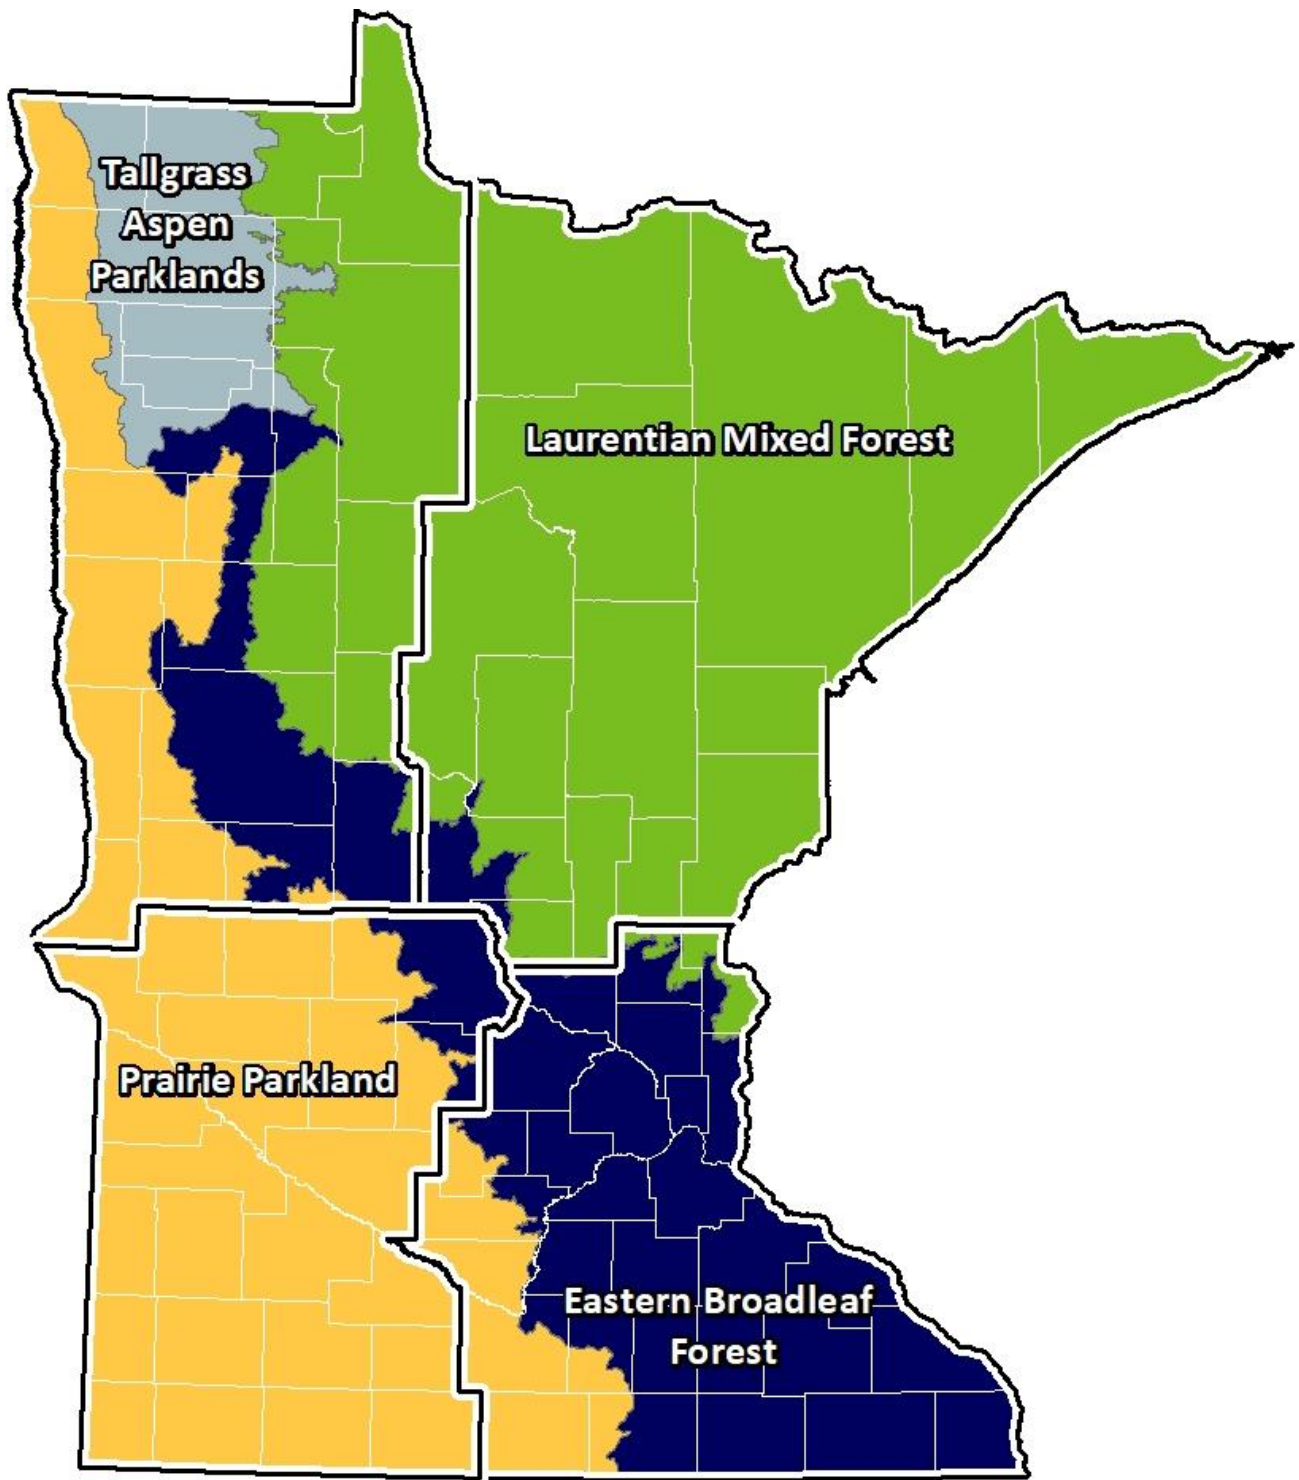 Tallgrass
Aspen
Parklands
Laurentian Mixed Forest
Prairie Parkland
Eastern Broadleaf
Forest